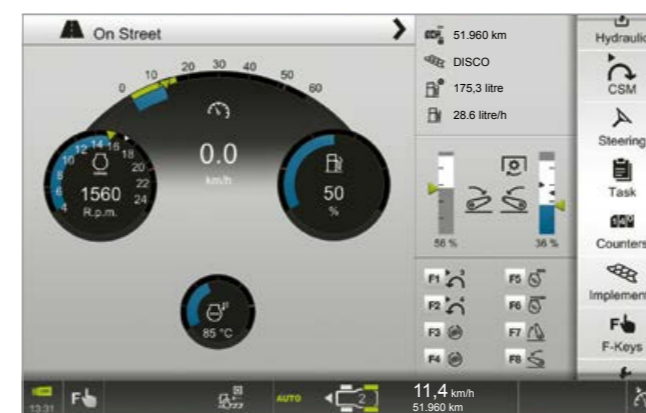 On Street
0 10 20 30 40 50 60
0.0
km/h
4 6 8 10 12 14 16 18 20 22 24
1560
R.p.m.
50
%
85 °C
51.960 km
DISCO
175,3 litre
28.6 litre/h
56 %
36 %
F1
F5
F2
F6
F3
F7
F4
F8
Hydraulic
CSM
Steering
Task
Counters
Implement
F-Keys
13:31
F
AUTO
2
11,4 km/h
51.960 km